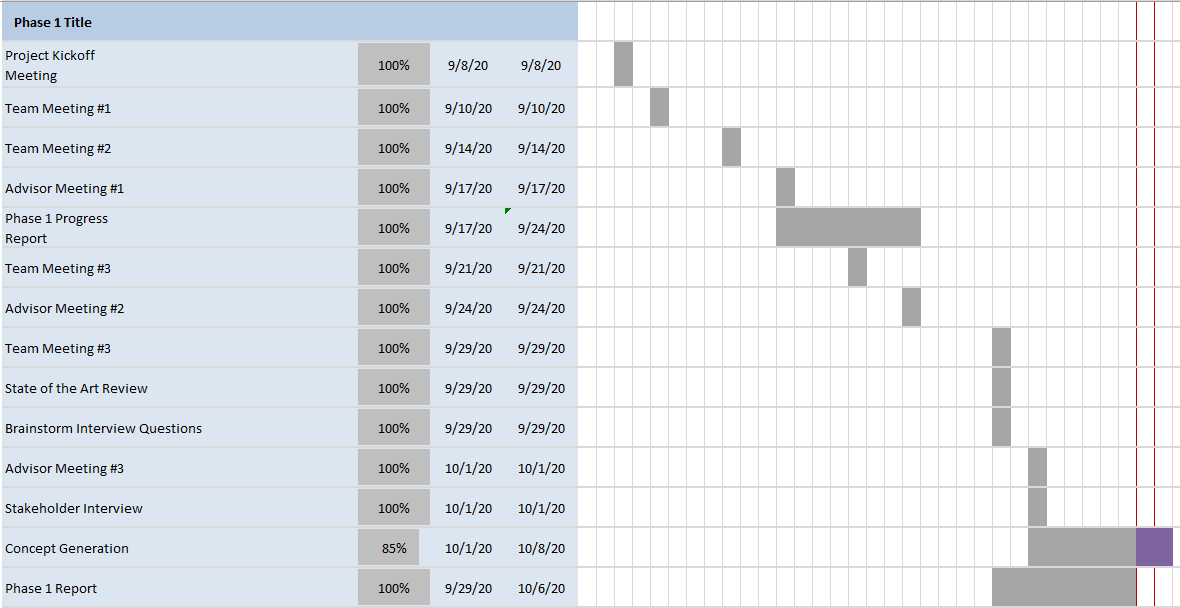 Phase 1 Title
Project Kickoff
Meeting 100% 9/8/20 9/8/20
Team Meeting #1 100% 9/10/20 9/10/20
Team Meeting #2 100% 9/14/20 9/14/20
Advisor Meeting #1 100% 9/17/20 9/17/20
Phase 1 Progress
Report 100% 9/17/20 9/24/20
Team Meeting #3 100% 9/21/20 9/21/20
Advisor Meeting #2 100% 9/24/20 9/24/20
Team Meeting #3 100% 9/29/20 9/29/20
State of the Art Review 100% 9/29/20 9/29/20
Brainstorm Interview Questions 100% 9/29/20 9/29/20
Advisor Meeting #3 100% 10/1/20 10/1/20
Stakeholder Interview 100% 10/1/20 10/1/20
Concept Generation 85% 10/1/20 10/8/20
Phase 1 Report 100% 9/29/20 10/6/20